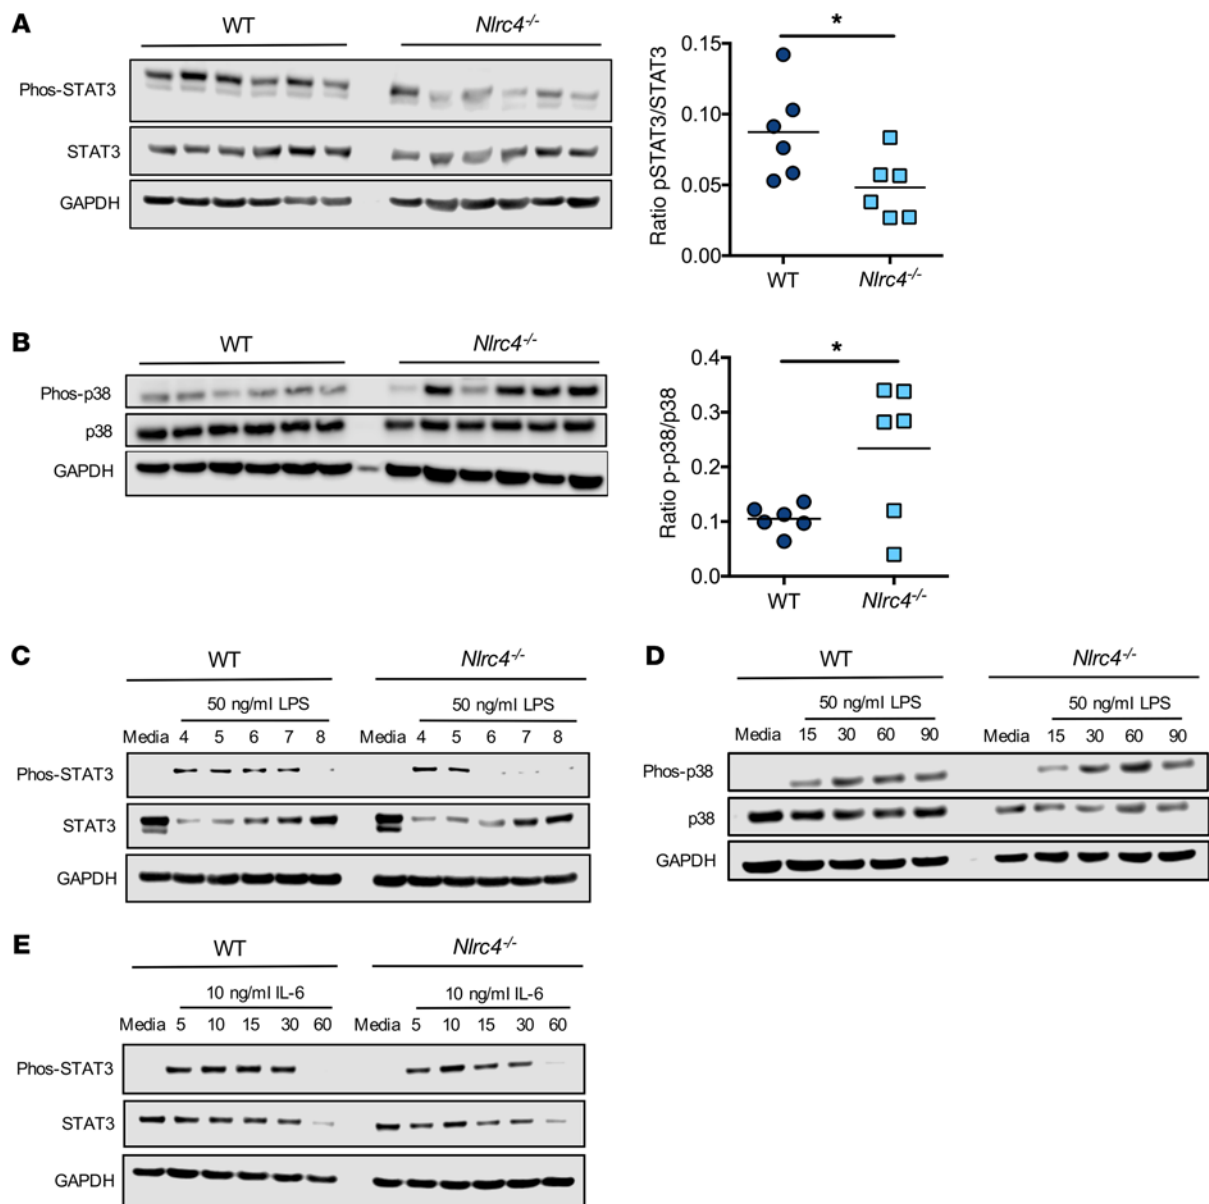 A
WT
Nlrc4-/-
Phos-STAT3
STAT3
GAPDH
*
Ratio pSTAT3/STAT3
0.15
0.10
0.05
0.00
WT
Nlrc4-/-
B
WT
Nlrc4-/-
Phos-p38
p38
GAPDH
*
Ratio p-p38/p38
0.4
0.3
0.2
0.1
0.0
WT
Nlrc4-/-
C
WT
Nlrc4-/-
50 ng/ml LPS
50 ng/ml LPS
Media 4 5 6 7 8
Media 4 5 6 7 8
Phos-STAT3
STAT3
GAPDH
D
WT
Nlrc4-/-
50 ng/ml LPS
50 ng/ml LPS
Media 15 30 60 90
Media 15 30 60 90
Phos-p38
p38
GAPDH
E
WT
Nlrc4-/-
10 ng/ml IL-6
10 ng/ml IL-6
Media 5 10 15 30 60
Media 5 10 15 30 60
Phos-STAT3
STAT3
GAPDH